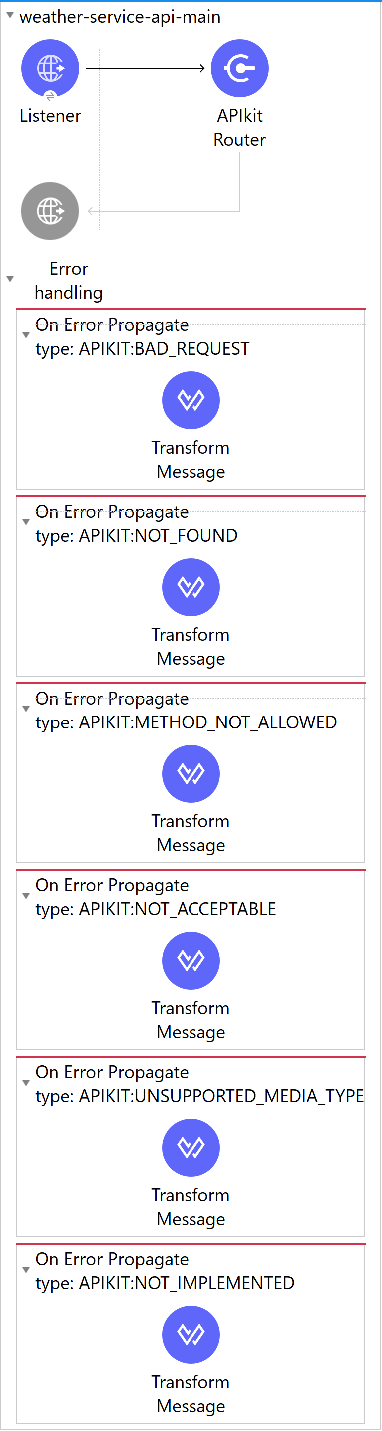 weather-service-api-main
Listener
APIkit
Router
Error
handling
On Error Propagate
type: APIKIT:BAD_REQUEST
Transform
Message
On Error Propagate
type: APIKIT:NOT_FOUND
Transform
Message
On Error Propagate
type: APIKIT:METHOD_NOT_ALLOWED
Transform
Message
On Error Propagate
type: APIKIT:NOT_ACCEPTABLE
Transform
Message
On Error Propagate
type: APIKIT:UNSUPPORTED_MEDIA_TYPE
Transform
Message
On Error Propagate
type: APIKIT:NOT_IMPLEMENTED
Transform
Message